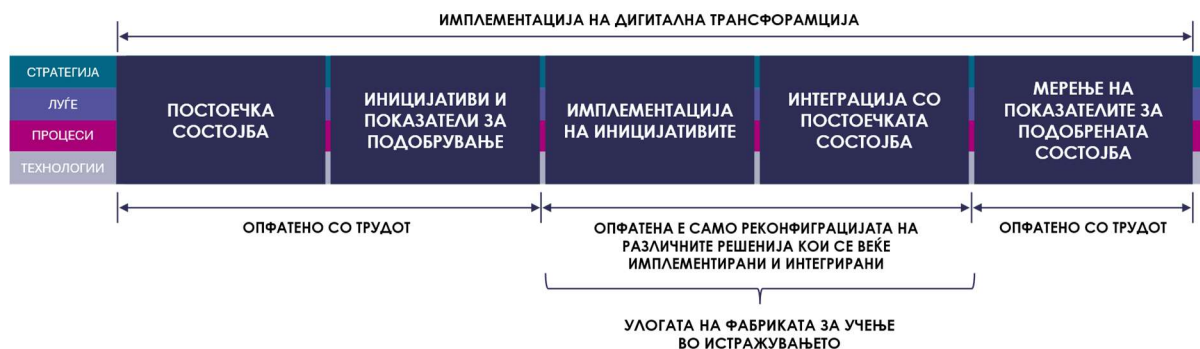 ИМПЛЕМЕНТАЦИЈА НА ДИГИТАЛНА ТРАНСФОРАМЦИЈА
СТРАТЕГИЈА
ЛУЃЕ
ПРОЦЕСИ
ТЕХНОЛОГИИ
ПОСТОЕЧКА
СОСТОЈБА
ИНИЦИЈАТИВИ И
ПОКАЗАТЕЛИ ЗА
ПОДОБРУВАЊЕ
ИМПЛЕМЕНТАЦИЈА
НА ИНИЦИЈАТИВИТЕ
ИНТЕГРАЦИЈА СО
ПОСТОЕЧКАТА
СОСТОЈБА
МЕРЕЊЕ НА
ПОКАЗАТЕЛИТЕ ЗА
ПОДОБРЕНАТА
СОСТОЈБА
ОПФАТЕНО СО ТРУДОТ
ОПФАТЕНА Е САМО РЕКОНФИГРАЦИЈАТА НА
РАЗЛИЧНИТЕ РЕШЕНИЈА КОИ СЕ ВЕЌЕ
ИМПЛЕМЕНТИРАНИ И ИНТЕГРИРАНИ
ОПФАТЕНО СО ТРУДОТ
УЛОГАТА НА ФАБРИКАТА ЗА УЧЕЊЕ
ВО ИСТРАЖУВАЊЕТО